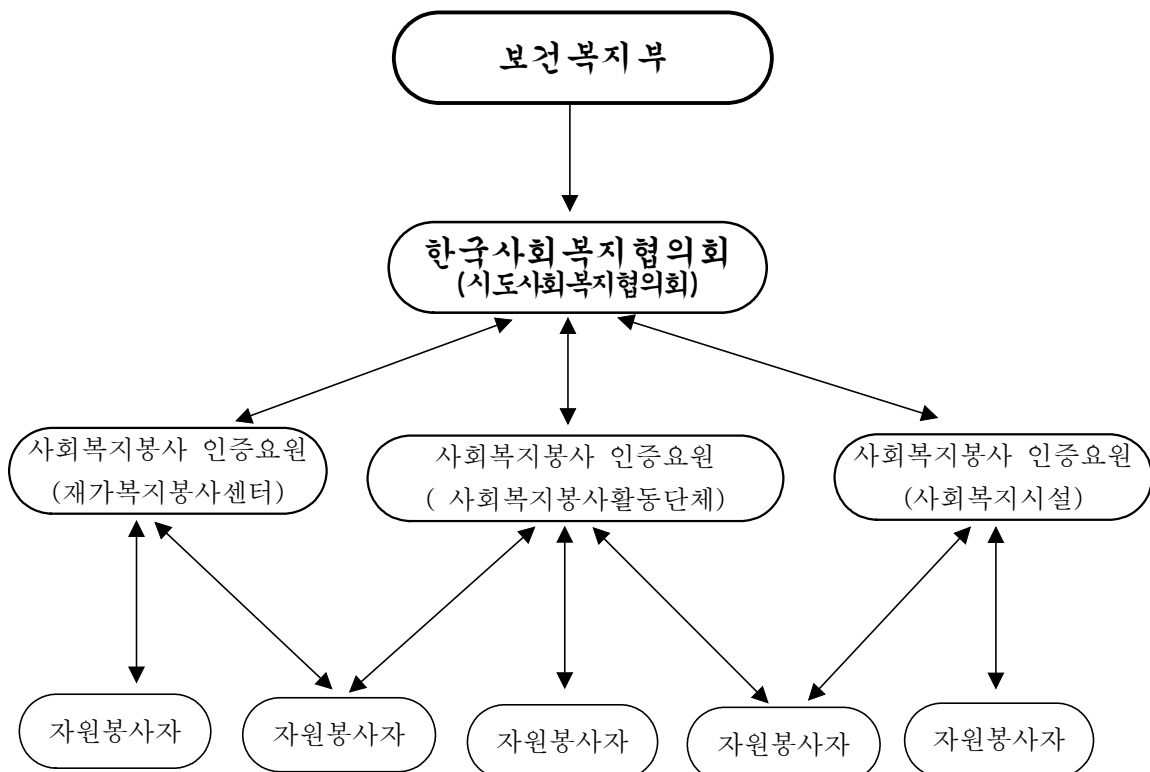 보건복지부
한국사회복지협의회
(시도사회복지협의회)
사회복지봉사 인증요원
(재가복지봉사센터)
사회복지봉사 인증요원
( 사회복지봉사활동단체)
사회복지봉사 인증요원
(사회복지시설)
자원봉사자
자원봉사자
자원봉사자
자원봉사자
자원봉사자